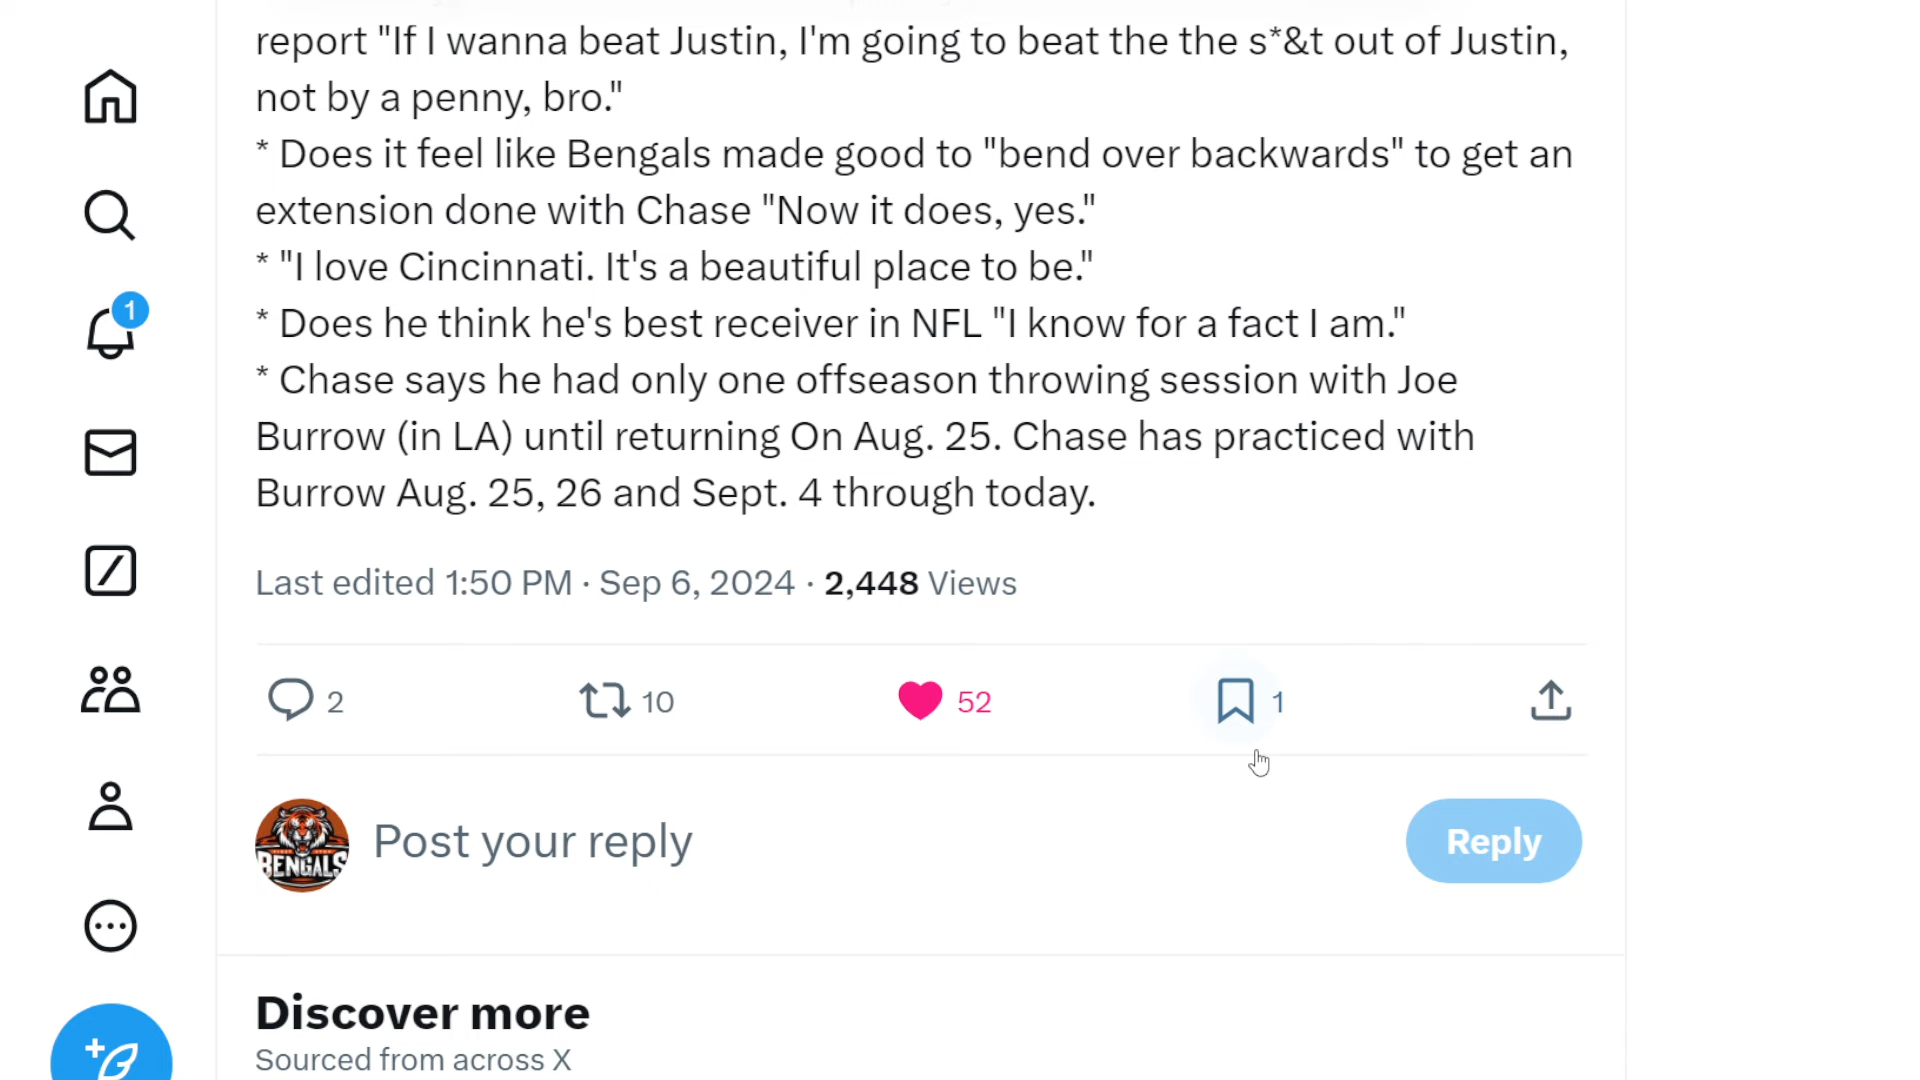 report "If I wanna beat Justin, I'm going to beat the the s*&t out of Justin,
not by a penny, bro."
* Does it feel like Bengals made good to "bend over backwards" to get an
extension done with Chase "Now it does, yes."
* "I love Cincinnati. It's a beautiful place to be."
* Does he think he's best receiver in NFL "I know for a fact I am."
* Chase says he had only one offseason throwing session with Joe
Burrow (in LA) until returning On Aug. 25. Chase has practiced with
Burrow Aug. 25, 26 and Sept. 4 through today.
1
Last edited 1:50 PM · Sep 6, 2024 · 2,448 Views
2 10 52 1
BENGALS
Post your reply
Reply
Discover more
Sourced from across X